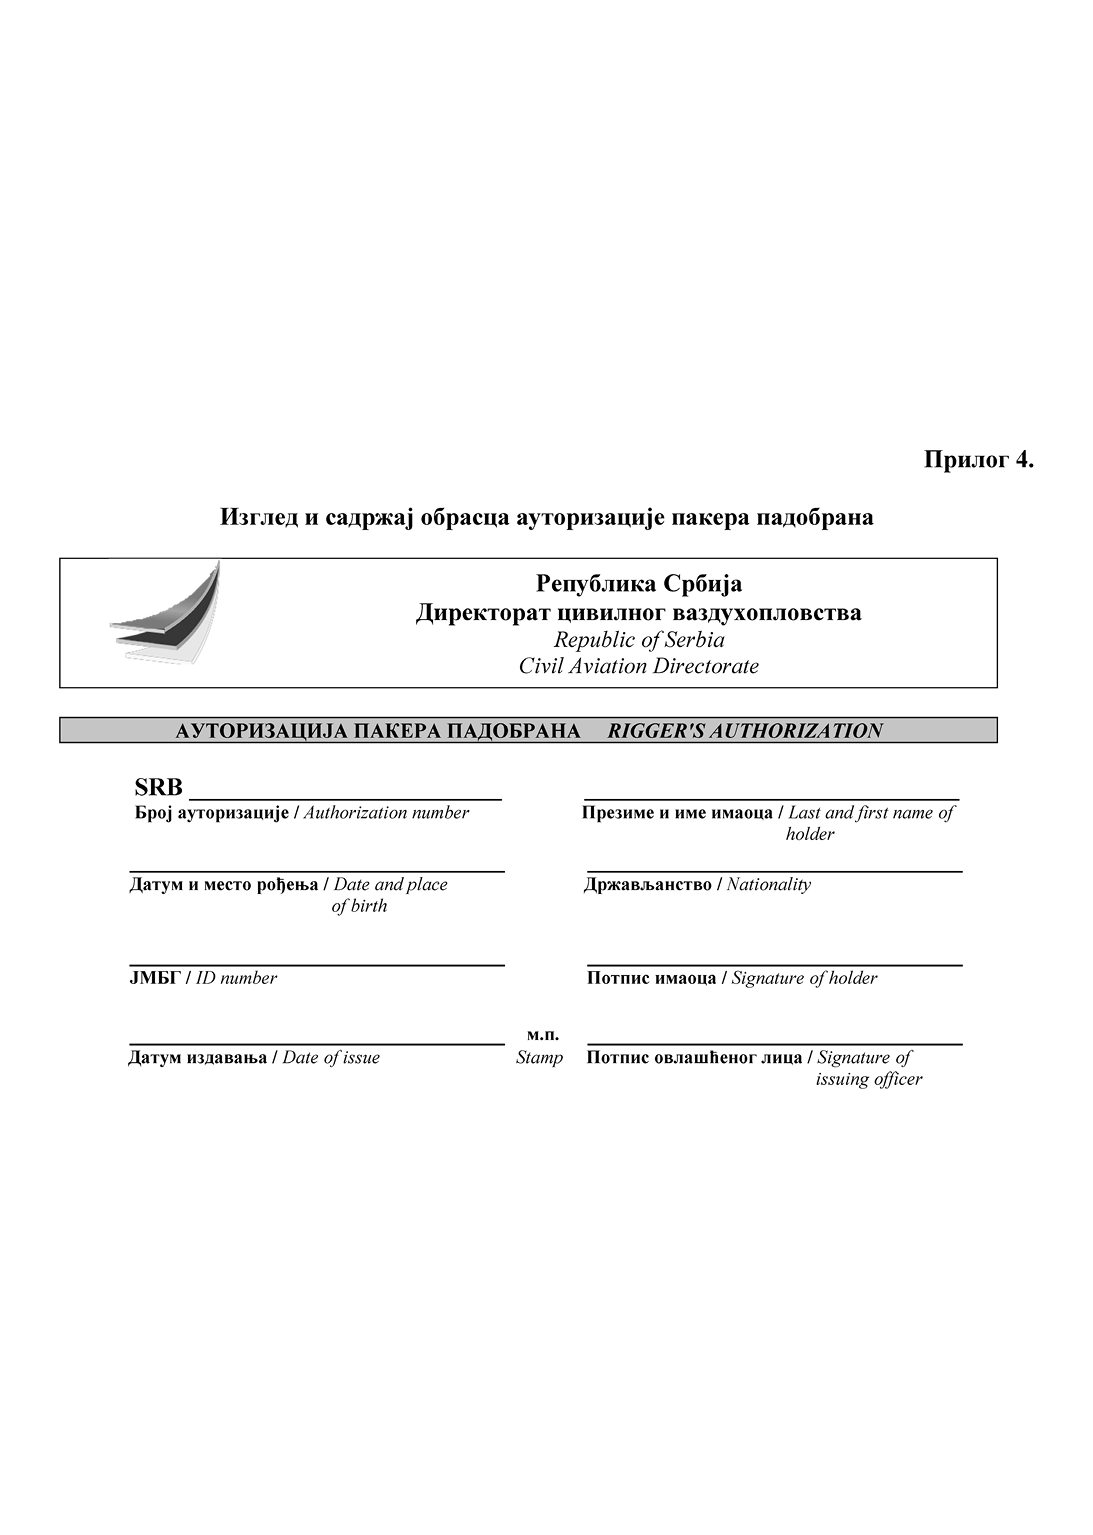 Прилог 4.
Изглед и садржај обрасца ауторизације пакера падобрана
Република Србија
Директорат цивилног ваздухопловства
Republic of Serbia
Civil Aviation Directorate
АУТОРИЗАЦИЈА ПАКЕРА ПАДОБРАНА RIGGER'S AUTHORIZATION
SRB
Број ауторизације / Authorization number
Презиме и име имаоца / Last and first name of
holder
Датум и место рођења / Date and place
of birth
Држављанство / Nationality
ЈМБГ / ID number
Потпис имаоца / Signature of holder
Датум издавања / Date of issue
м.п.
Stamp
Потпис овлашћеног лица / Signature of
issuing officer